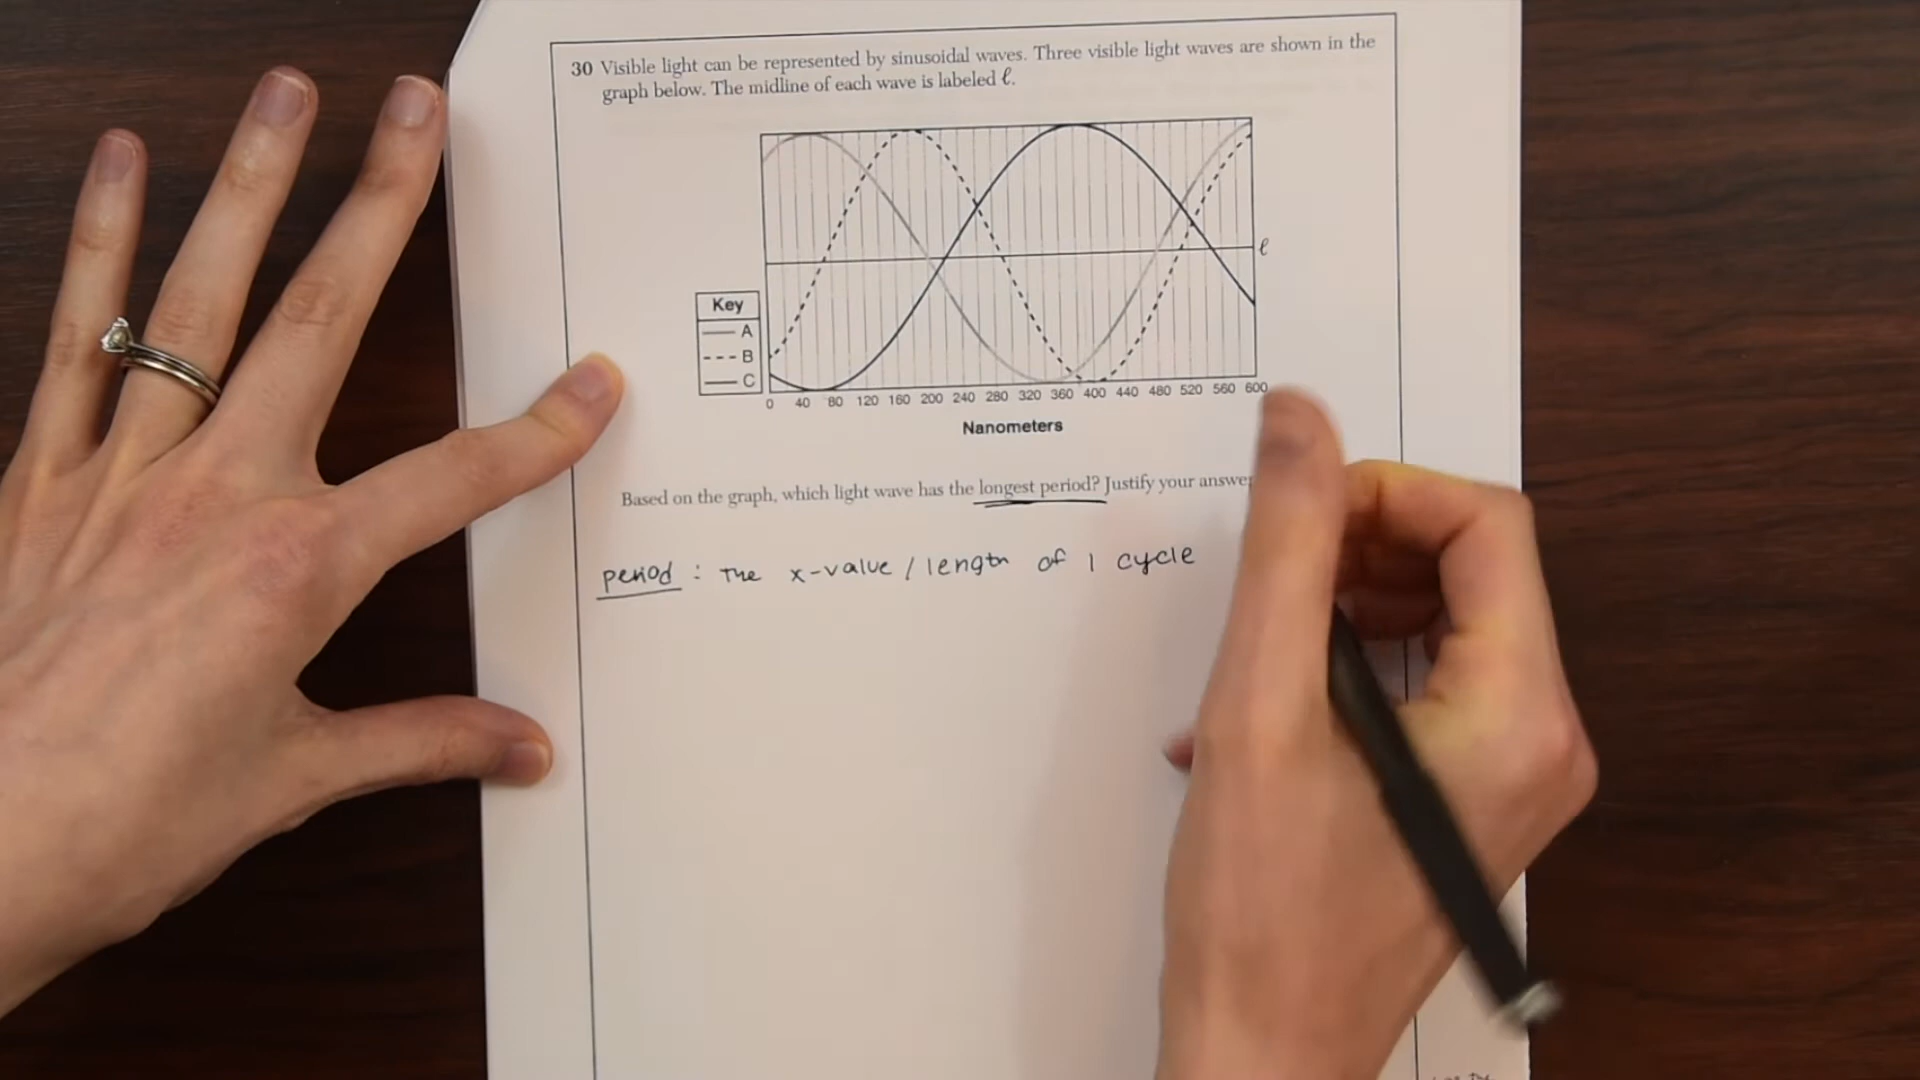 30 Visible light can be represented by sinusoidal waves. Three visible light waves are shown in the
graph below. The midline of each wave is labeled ℓ.
ℓ
Key
A
B
C
0 40 80 120 160 200 240 280 320 360 400 440 480 520 560 600
Nanometers
Based on the graph, which light wave has the longest period? Justify your answer
period : The x-value / length of 1 cycle